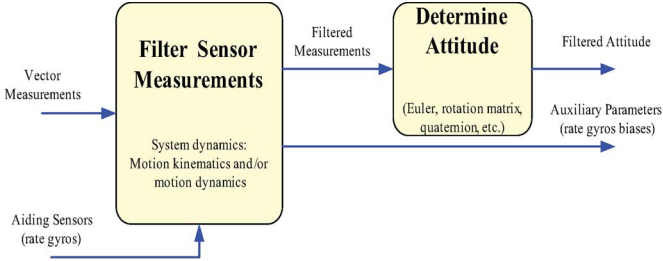 Vector
Measurements
Aiding Sensors
(rate gyros)
Filter Sensor
Measurements
System dynamics:
Motion kinematics and/or
motion dynamics
Filtered
Measurements
Determine
Attitude
(Euler, rotation matrix,
quaternion, etc.)
Filtered Attitude
Auxiliary Parameters
(rate gyros biases)